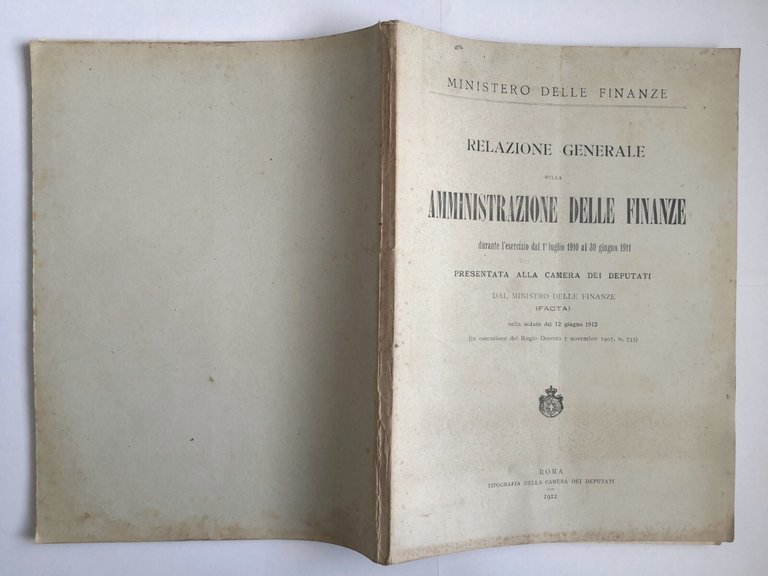 MINISTERO DELLE FINANZE
RELAZIONE GENERALE
SULLA
AMMINISTRAZIONE DELLE FINANZE
durante l'esercizio dal 1° luglio 1910 al 30 giugno 1911
PRESENTATA ALLA CAMERA DEI DEPUTATI
DAL MINISTRO DELLE FINANZE
(FACTA)
nella seduta del 12 giugno 1912
(in esecuzione del Regio Decreto 7 novembre 1907, n. 733)
ROMA
TIPOGRAFIA DELLA CAMERA DEI DEPUTATI
1912